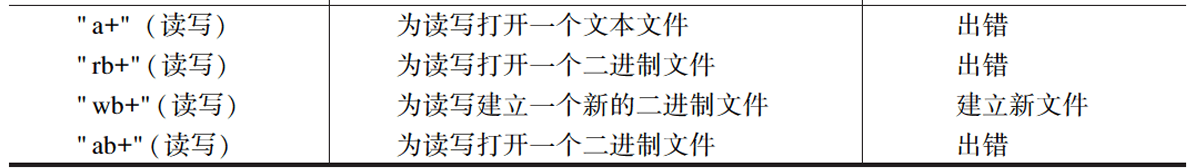 "a+" (读写) 为读写打开一个文本文件 出错
"rb+"(读写) 为读写打开一个二进制文件 出错
"wb+"(读写) 为读写建立一个新的二进制文件 建立新文件
"ab+"(读写) 为读写打开一个二进制文件 出错